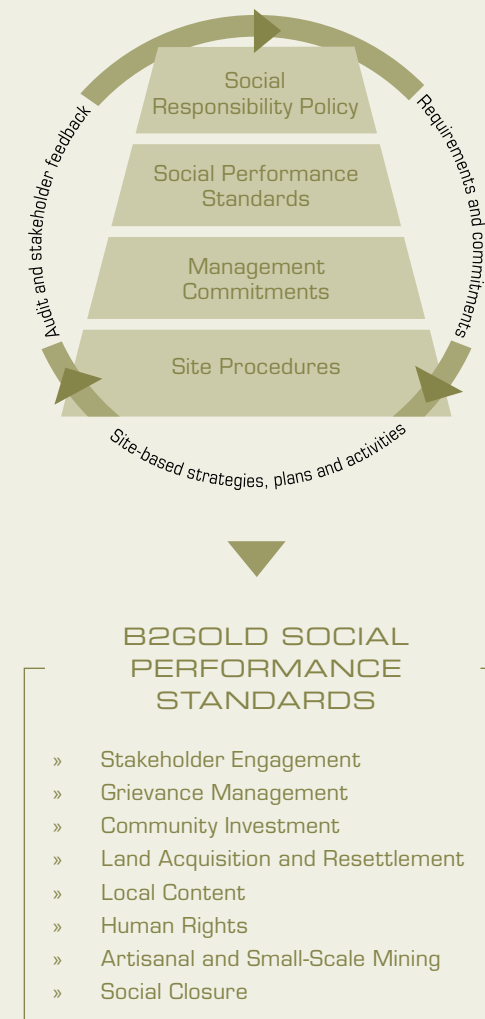 Social
Responsibility Policy
Social Performance
Standards
Management
Commitments
Site Procedures
Audit and stakeholder feedback
Requirements and commitments
Site-based strategies, plans and activities
B2GOLD SOCIAL
PERFORMANCE
STANDARDS
» Stakeholder Engagement
» Grievance Management
» Community Investment
» Land Acquisition and Resettlement
» Local Content
» Human Rights
» Artisanal and Small-Scale Mining
» Social Closure